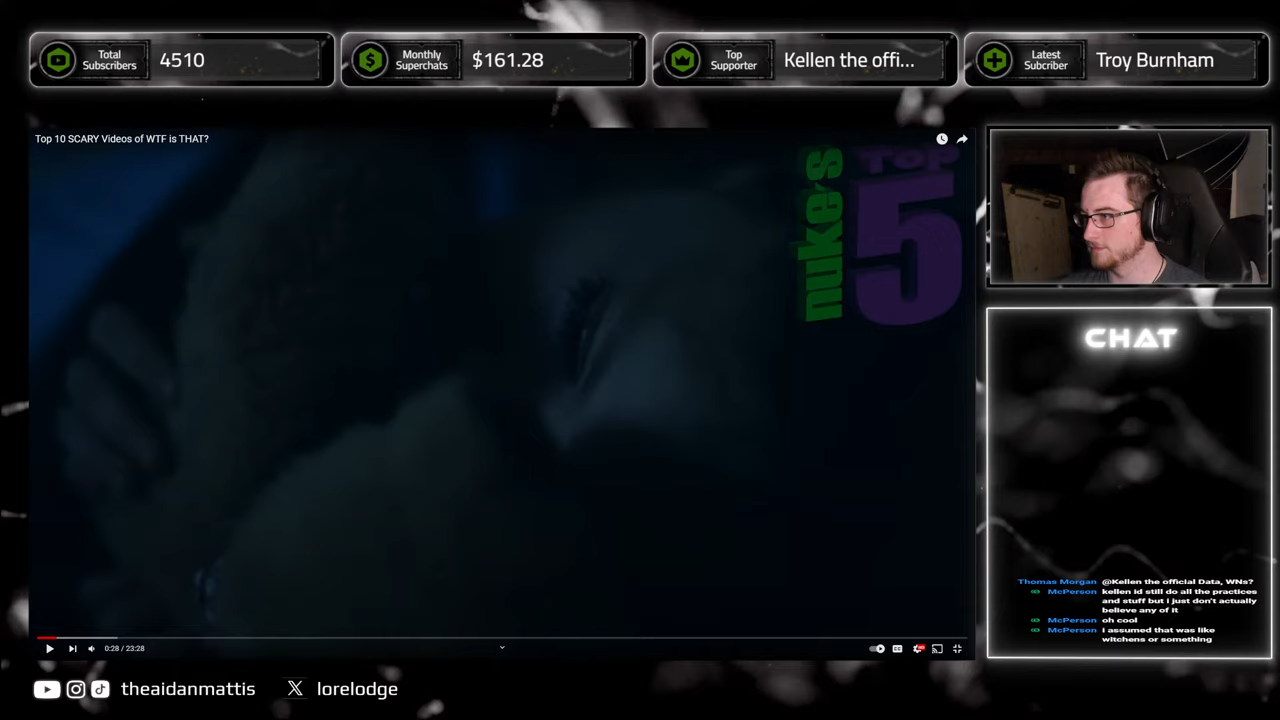 Total
Subscribers
4510
Monthly
Superchats
$161.28
Top
Supporter
Kellen the offi...
Latest
Subcriber
Troy Burnham
Top 10 SCARY Videos of WTF is THAT?
nuke's
Top
5
CHAT
Thomas Morgan @Kellen the official Data, WNs?
McPerson kellen id still do all the practices
and stuff but i just don't actually
believe any of it
McPerson oh cool
McPerson i assumed that was like
witchens or something
0:28 / 23:28
theaidanmattis
lorelodge